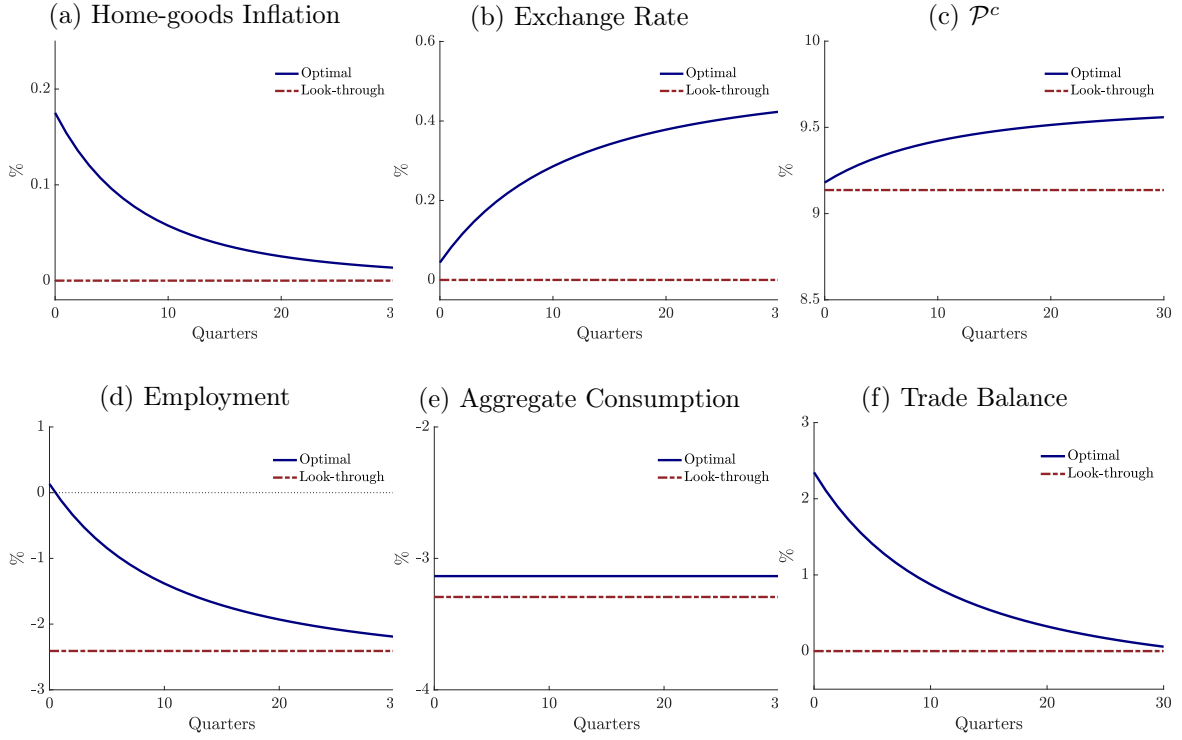 (a) Home-goods Inflation
0.2
0.1
0
%
0
10
20
3
Quarters
Optimal
Look-through
(b) Exchange Rate
0.6
0.4
0.2
0
%
0
10
20
3
Quarters
Optimal
Look-through
(c) 𝒫ᶜ
10
9.5
9
8.5
%
0
10
20
30
Quarters
Optimal
Look-through
(d) Employment
1
0
-1
-2
-3
%
0
10
20
3
Quarters
Optimal
Look-through
(e) Aggregate Consumption
-2
-3
-4
%
0
10
20
3
Quarters
Optimal
Look-through
(f) Trade Balance
3
2
1
0
%
0
10
20
30
Quarters
Optimal
Look-through